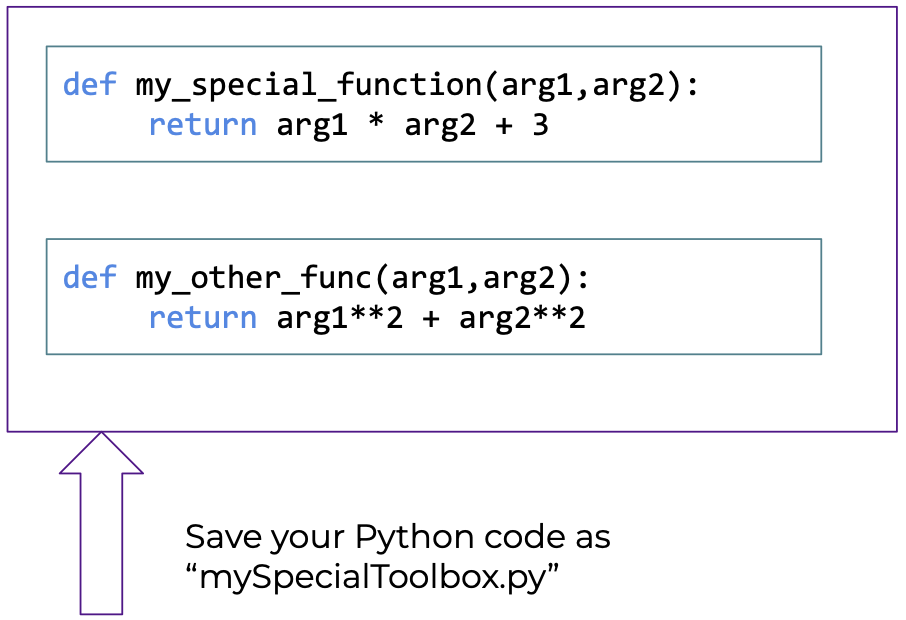 def my_special_function(arg1,arg2):
return arg1 * arg2 + 3
def my_other_func(arg1,arg2):
return arg1**2 + arg2**2
Save your Python code as
“mySpecialToolbox.py”